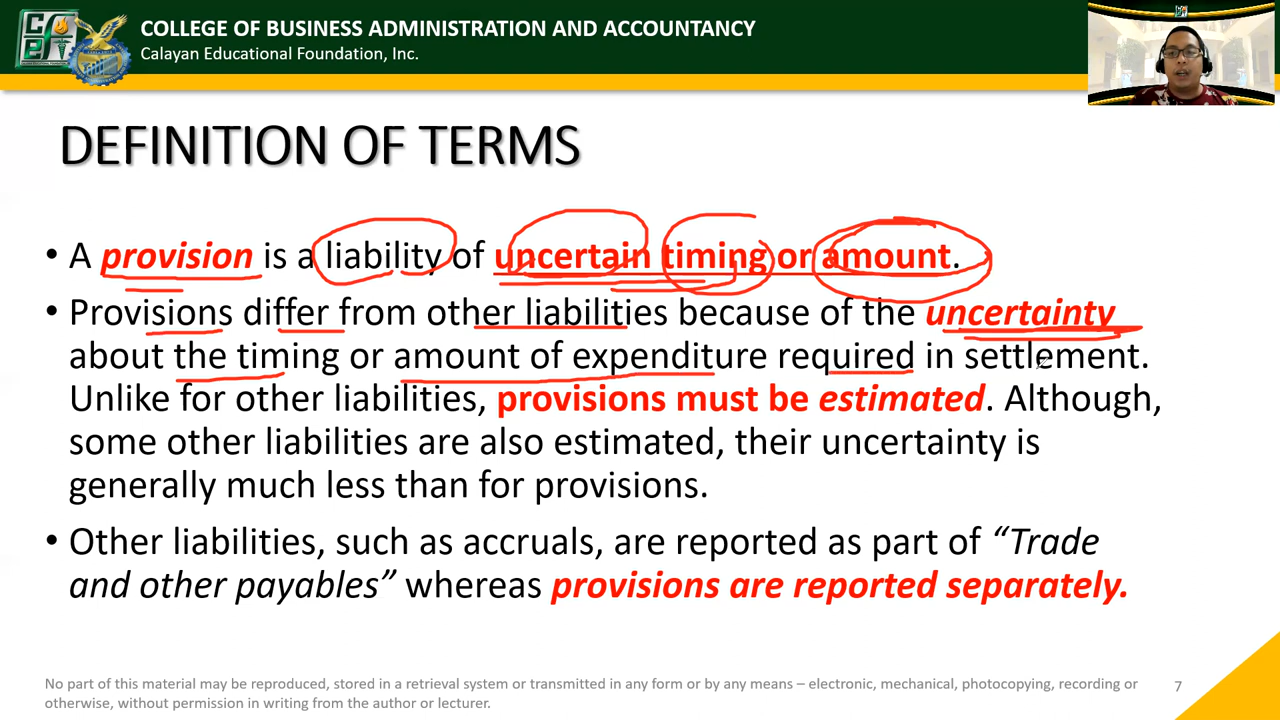 COLLEGE OF BUSINESS ADMINISTRATION AND ACCOUNTANCY
Calayan Educational Foundation, Inc.
DEFINITION OF TERMS
• A provision is a liability of uncertain timing or amount.
• Provisions differ from other liabilities because of the uncertainty
about the timing or amount of expenditure required in settlement.
Unlike for other liabilities, provisions must be estimated. Although,
some other liabilities are also estimated, their uncertainty is
generally much less than for provisions.
• Other liabilities, such as accruals, are reported as part of “Trade
and other payables” whereas provisions are reported separately.
No part of this material may be reproduced, stored in a retrieval system or transmitted in any form or by any means – electronic, mechanical, photocopying, recording or
otherwise, without permission in writing from the author or lecturer.
7